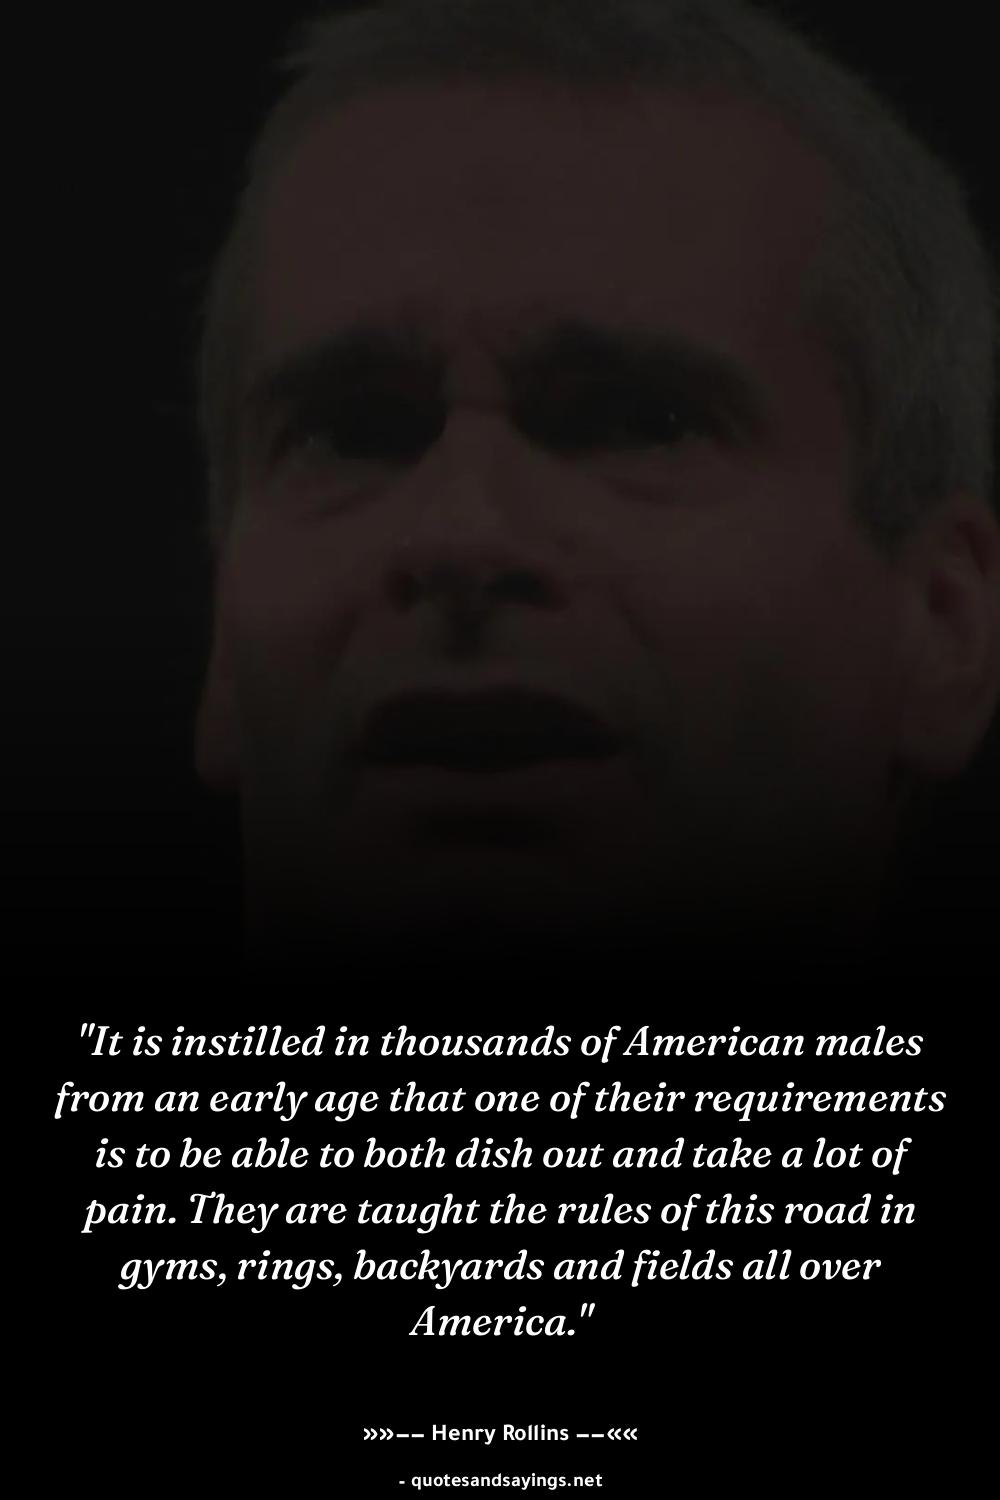 "It is instilled in thousands of American males
from an early age that one of their requirements
is to be able to both dish out and take a lot of
pain. They are taught the rules of this road in
gyms, rings, backyards and fields all over
America."
»»−− Henry Rollins −−««
- quotesandsayings.net